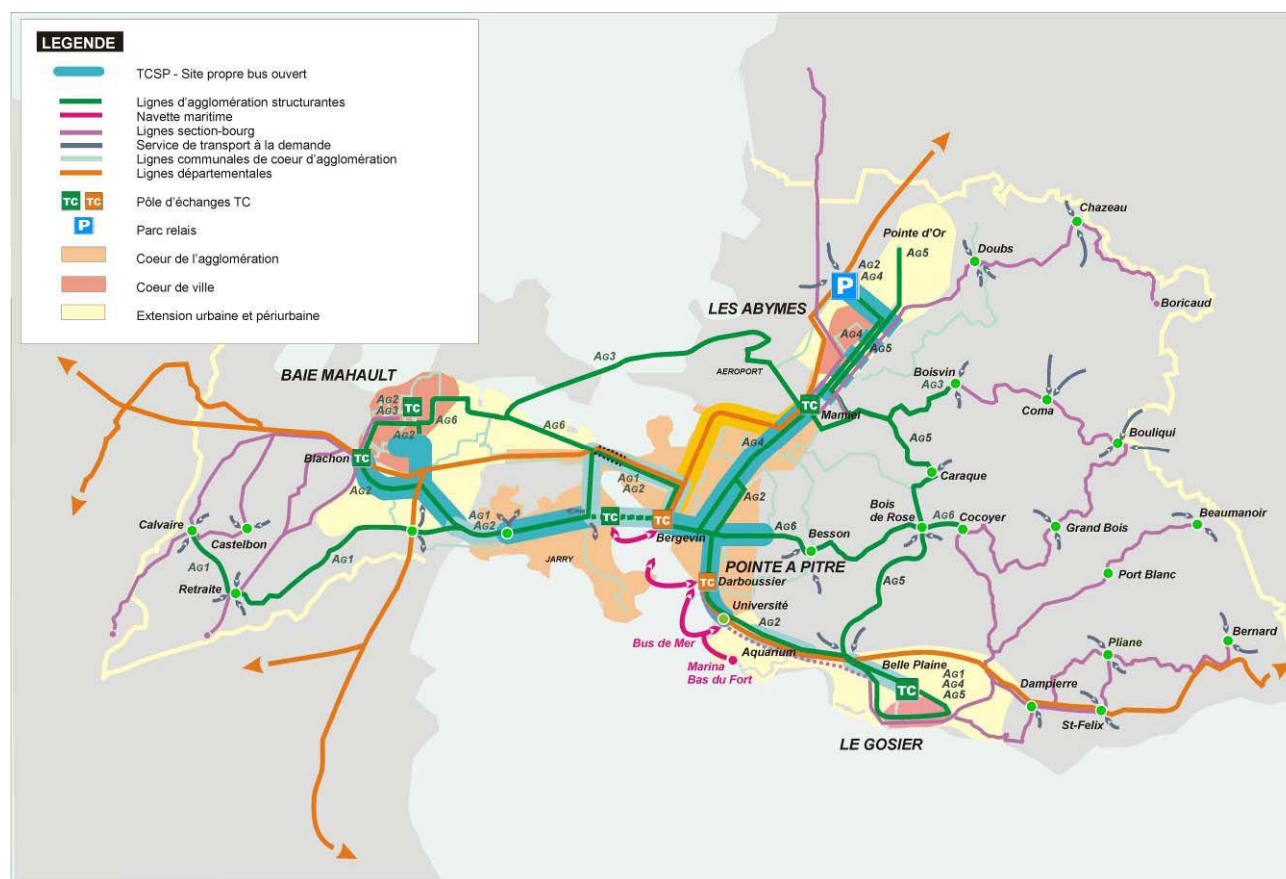 LEGENDE
TCSP - Site propre bus ouvert
Lignes d'agglomération structurantes
Navette maritime
Lignes section-bourg
Service de transport à la demande
Lignes communales de coeur d'agglomération
Lignes départementales
TC TC Pôle d'échanges TC
P Parc relais
Coeur de l'agglomération
Coeur de ville
Extension urbaine et périurbaine
Chazeau
Pointe d'Or
AG5
Doubs
AG2
AG4
P
Boricaud
LES ABYMES
AG4
AG5
AG3
AEROPORT
BAIE MAHAULT
Boisvin
AG3
AG2
AG3
TC
AG6
TC
Mamiel
Coma
AG2
AG6
AG4
AG5
Bouliqui
Blachon
TC
AG1
AG2
Caraque
AG2
AG2
AG1
AG2
TC
TC
Bergevin
AG6
Besson
Bois
de Rose
AG6
Cocoyer
Grand Bois
Beaumanoir
Calvaire
Castelbon
AG1
AG1
JARRY
POINTE A PITRE
Retraite
TC
Darboussier
Port Blanc
AG5
Université
AG2
Bus de Mer
Aquarium
Marina
Bas du Fort
Belle Plaine
TC
AG1
AG4
AG5
Pliane
Bernard
Dampierre
St-Felix
LE GOSIER